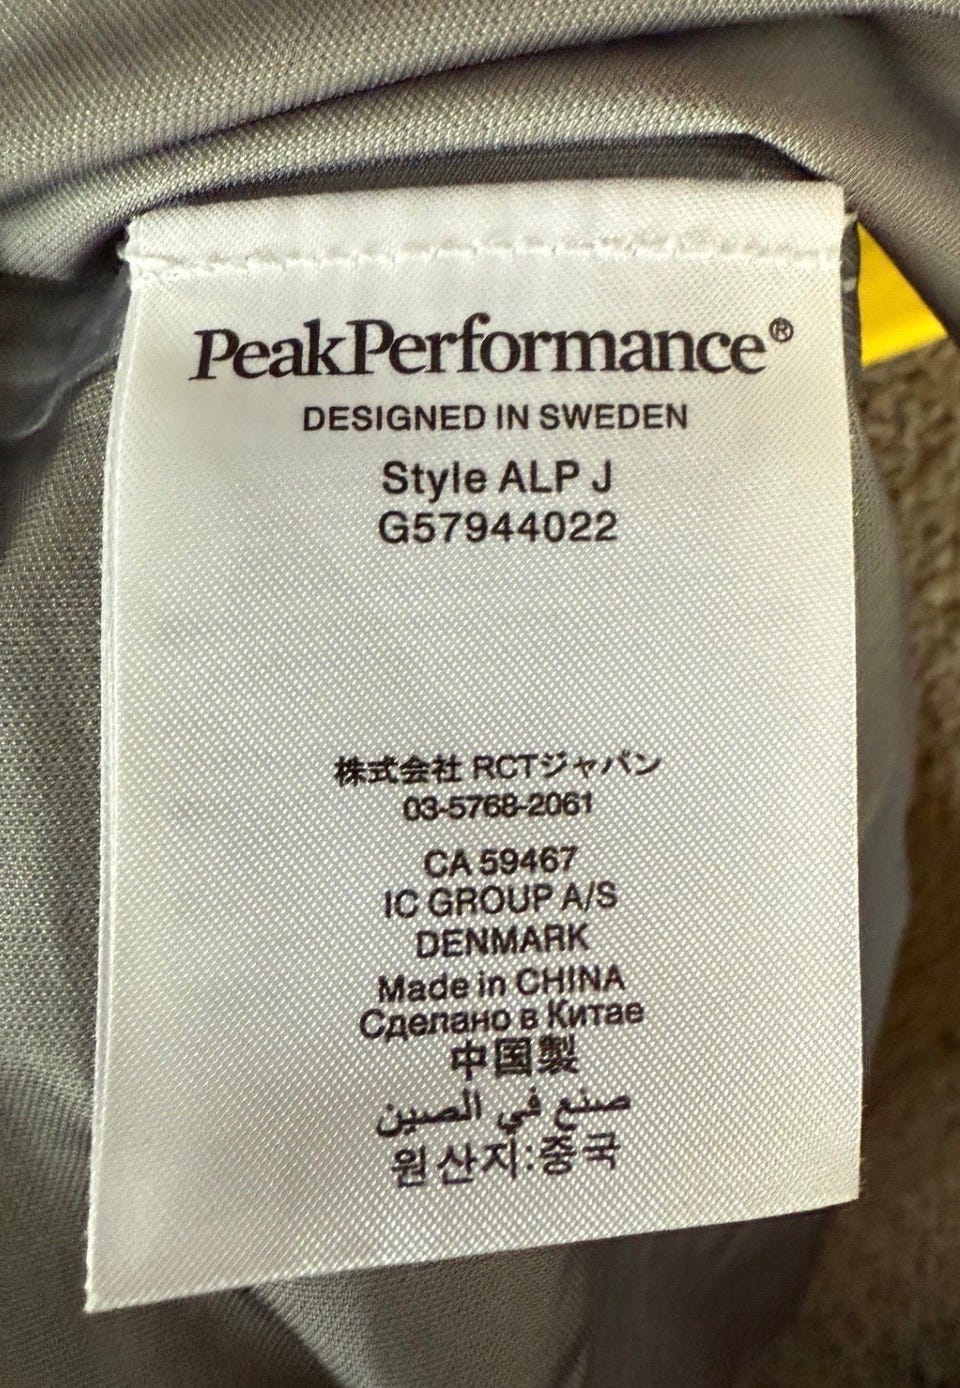 PeakPerformance®
DESIGNED IN SWEDEN
Style ALP J
G57944022
株式会社 RCTジャパン
03-5768-2061
CA 59467
IC GROUP A/S
DENMARK
Made in CHINA
Сделано в Китае
中国製
صنع في الصين
원산지:중국